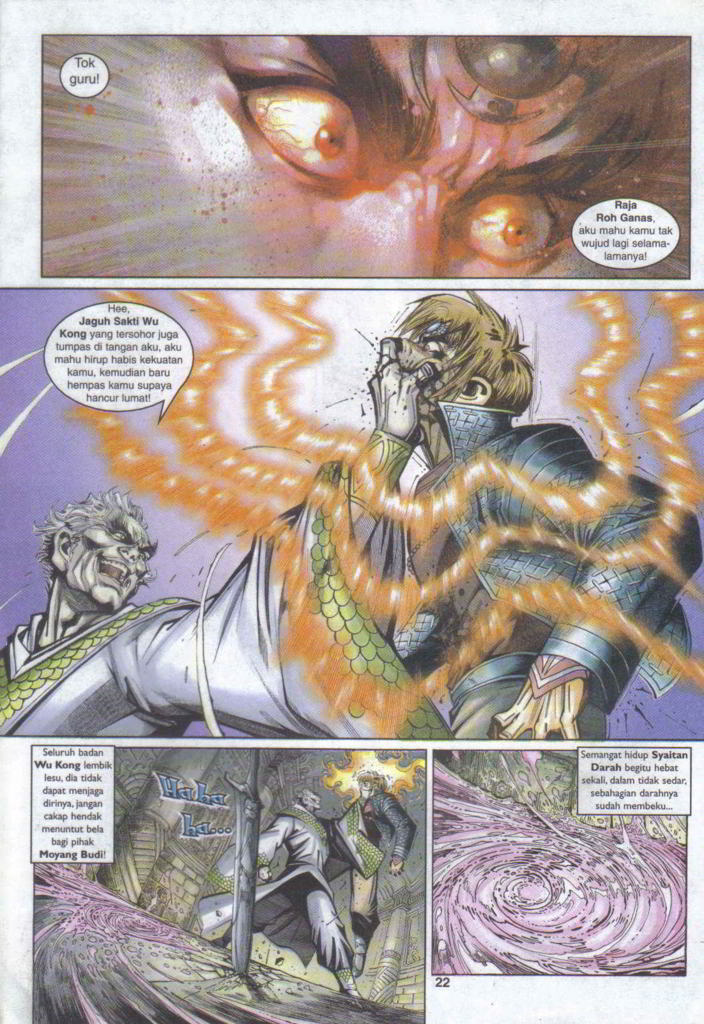 Tok
guru!
Raja
Roh Ganas,
aku mahu kamu tak
wujud lagi selama-
lamanya!
Hee,
Jaguh Sakti Wu
Kong yang tersohor juga
tumpas di tangan aku, aku
mahu hirup habis kekuatan
kamu, kemudian baru
hempas kamu supaya
hancur lumat!
Seluruh badan
Wu Kong lembik
lesu, dia tidak
dapat menjaga
dirinya, jangan
cakap hendak
menuntut bela
bagi pihak
Moyang Budi!
Ha ha
ha...
Semangat hidup Syaitan
Darah begitu hebat
sekali, dalam tidak sedar,
sebahagian darahnya
sudah membeku...
22